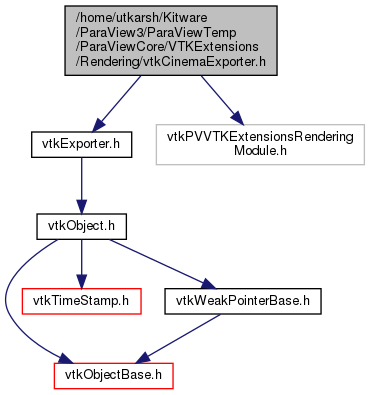 /home/utkarsh/Kitware
/ParaView3/ParaViewTemp
/ParaViewCore/VTKExtensions
/Rendering/vtkCinemaExporter.h
vtkExporter.h
vtkPVVTKExtensionsRendering
Module.h
vtkObject.h
vtkTimeStamp.h
vtkWeakPointerBase.h
vtkObjectBase.h